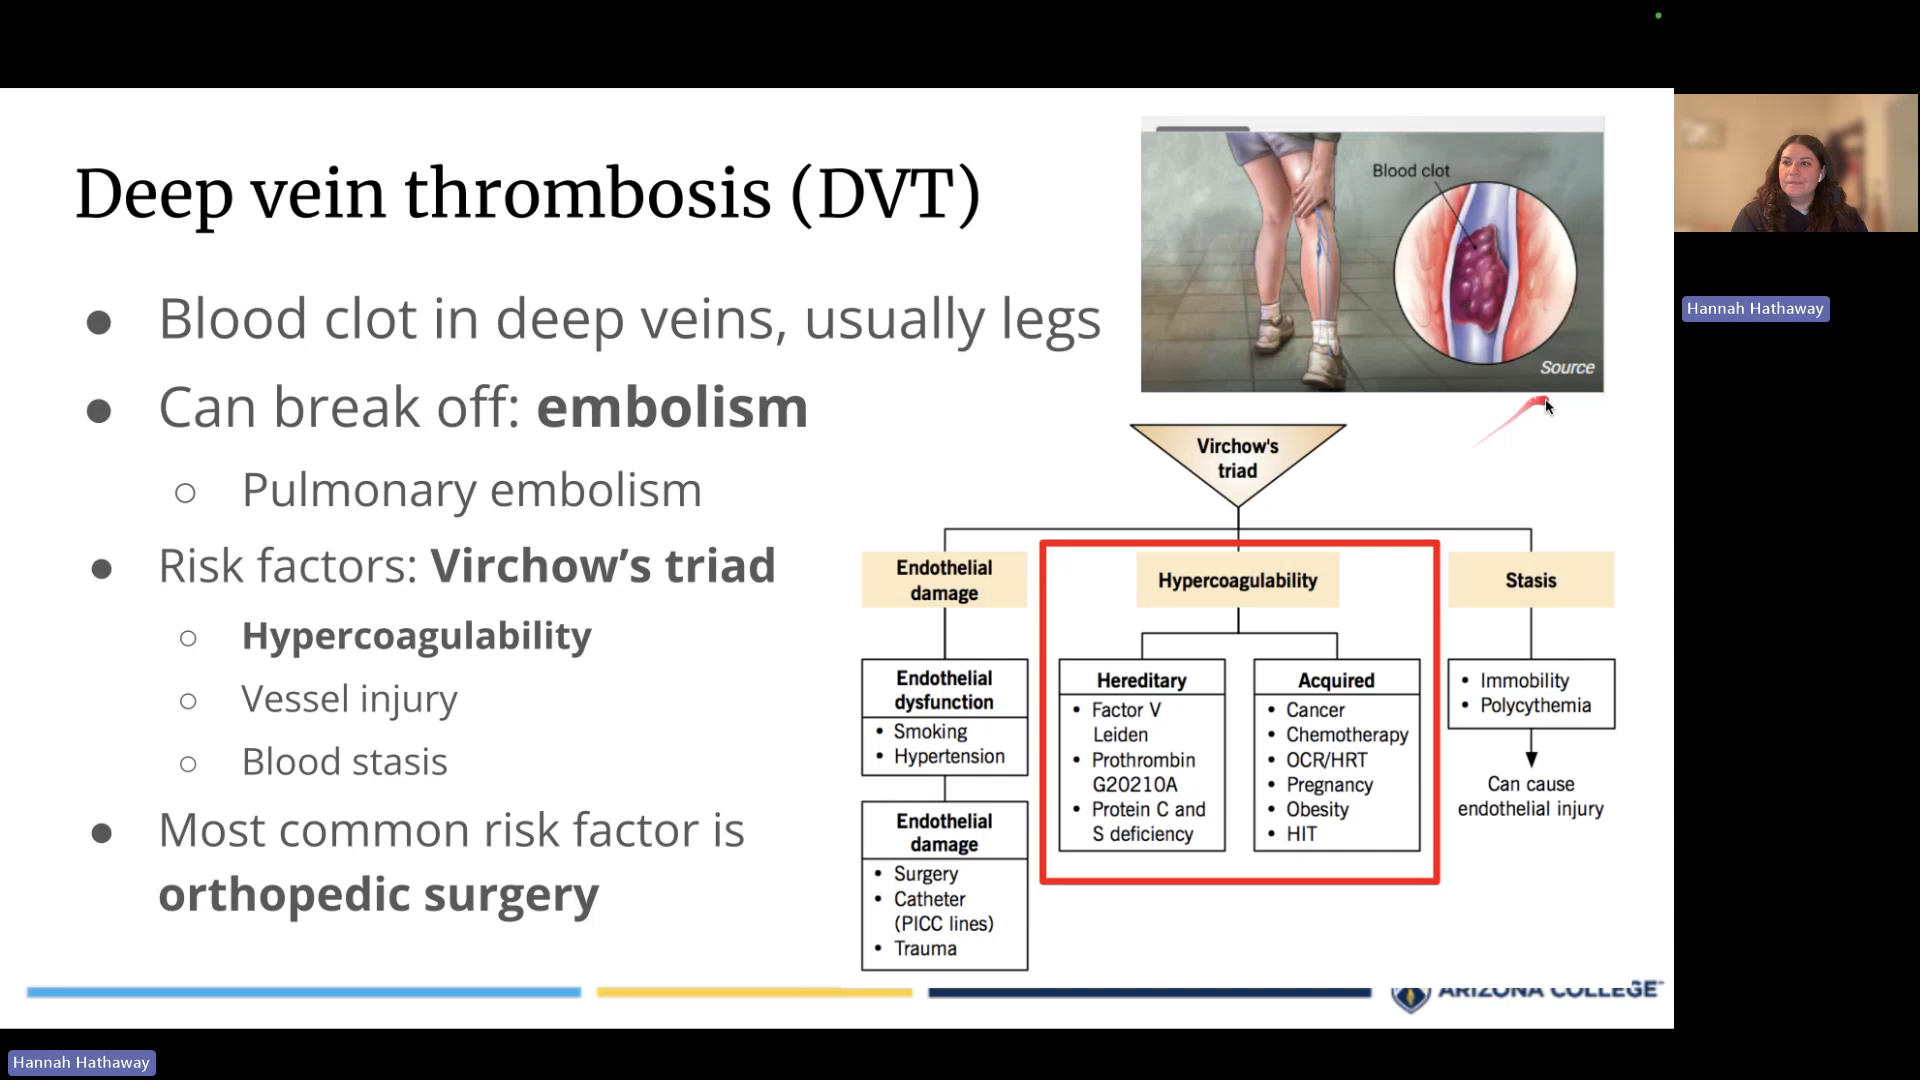 Deep vein thrombosis (DVT)
● Blood clot in deep veins, usually legs
● Can break off: embolism
○ Pulmonary embolism
● Risk factors: Virchow’s triad
○ Hypercoagulability
○ Vessel injury
○ Blood stasis
● Most common risk factor is
orthopedic surgery
Blood clot
Source
Virchow's
triad
Endothelial
damage
Endothelial
dysfunction
• Smoking
• Hypertension
Endothelial
damage
• Surgery
• Catheter
(PICC lines)
• Trauma
Hypercoagulability
Hereditary
• Factor V
Leiden
• Prothrombin
G20210A
• Protein C and
S deficiency
Acquired
• Cancer
• Chemotherapy
• OCR/HRT
• Pregnancy
• Obesity
• HIT
Stasis
• Immobility
• Polycythemia
Can cause
endothelial injury
ARIZONA COLLEGE
Hannah Hathaway
Hannah Hathaway